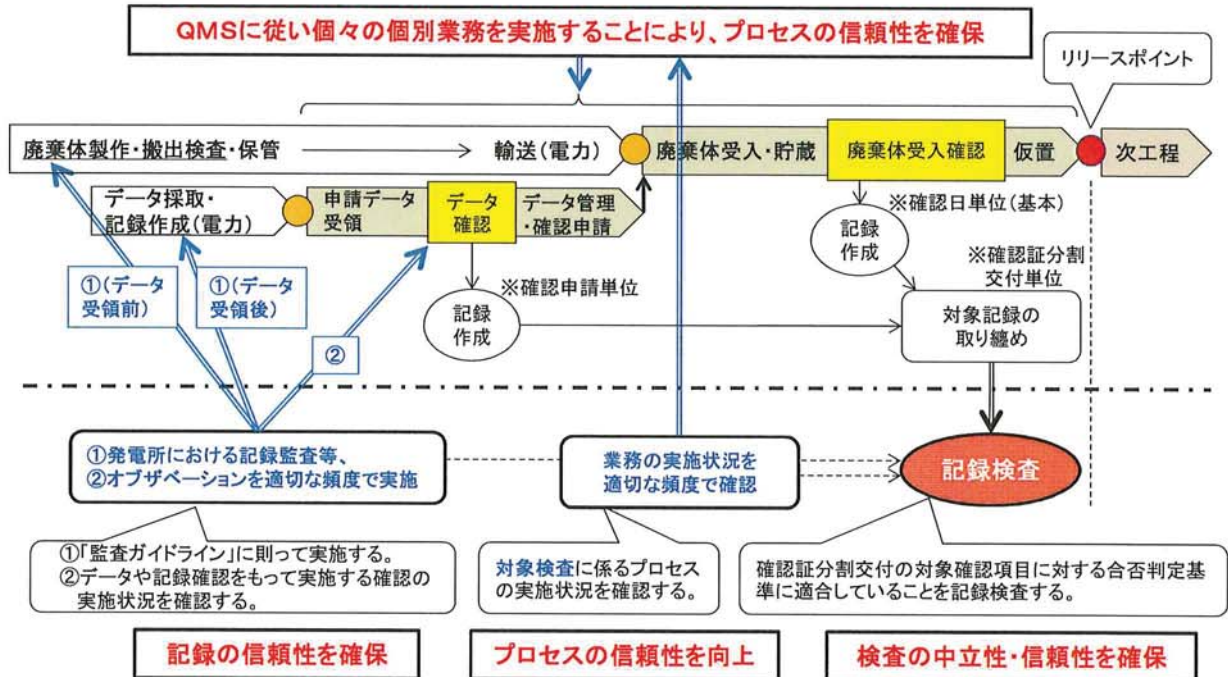 QMSに従い個々の個別業務を実施することにより、プロセスの信頼性を確保
リリースポイント
廃棄体製作・搬出検査・保管
輸送(電力)
廃棄体受入・貯蔵
廃棄体受入確認
仮置
次工程
データ採取・
記録作成(電力)
申請データ
受領
データ
確認
データ管理
・確認申請
※確認日単位(基本)
記録
作成
※確認証分割
交付単位
①(データ
受領前)
①(データ
受領後)
②
※確認申請単位
記録
作成
対象記録の
取り纏め
①発電所における記録監査等、
②オブザベーションを適切な頻度で実施
業務の実施状況を
適切な頻度で確認
記録検査
①「監査ガイドライン」に則って実施する。
②データや記録確認をもって実施する確認の
実施状況を確認する。
対象検査に係るプロセス
の実施状況を確認する。
確認証分割交付の対象確認項目に対する合否判定基
準に適合していることを記録検査する。
記録の信頼性を確保
プロセスの信頼性を向上
検査の中立性・信頼性を確保